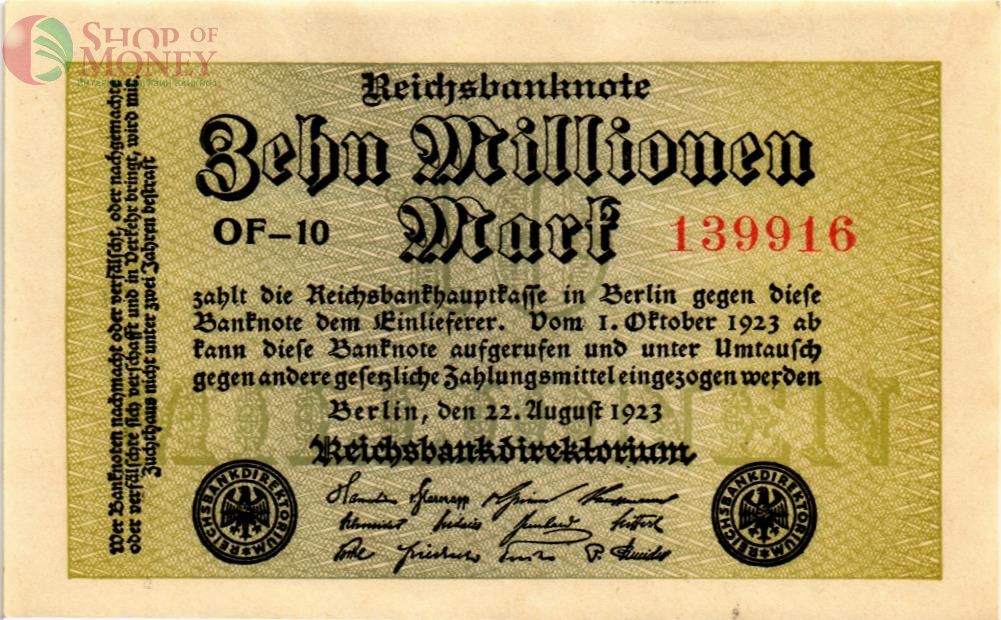 SHOP OF
MONEY
Reichsbanknote
Zehn Millionen
Mark
OF–10
139916
zahlt die Reichsbankhauptkasse in Berlin gegen diese
Banknote dem Einlieferer. Vom 1. Oktober 1923 ab
kann diese Banknote aufgerufen und unter Umtausch
gegen andere gesetzliche Zahlungsmittel eingezogen werden
Berlin, den 22. August 1923
Reichsbankdirektorium
REICHSBANKDIREKTORIUM
REICHSBANKDIREKTORIUM
Wer Banknoten nachmacht oder verfälscht, oder nachgemachte
oder verfälschte sich verschafft und in Verkehr bringt, wird mit
Zuchthaus nicht unter zwei Jahren bestraft